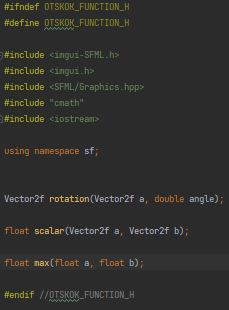 #ifndef OTSKOK_FUNCTION_H
#define OTSKOK_FUNCTION_H
#include <imgui-SFML.h>
#include <imgui.h>
#include <SFML/Graphics.hpp>
#include "cmath"
#include <iostream>
using namespace sf;
Vector2f rotation(Vector2f a, double angle);
float scalar(Vector2f a, Vector2f b);
float max(float a, float b);
#endif //OTSKOK_FUNCTION_H